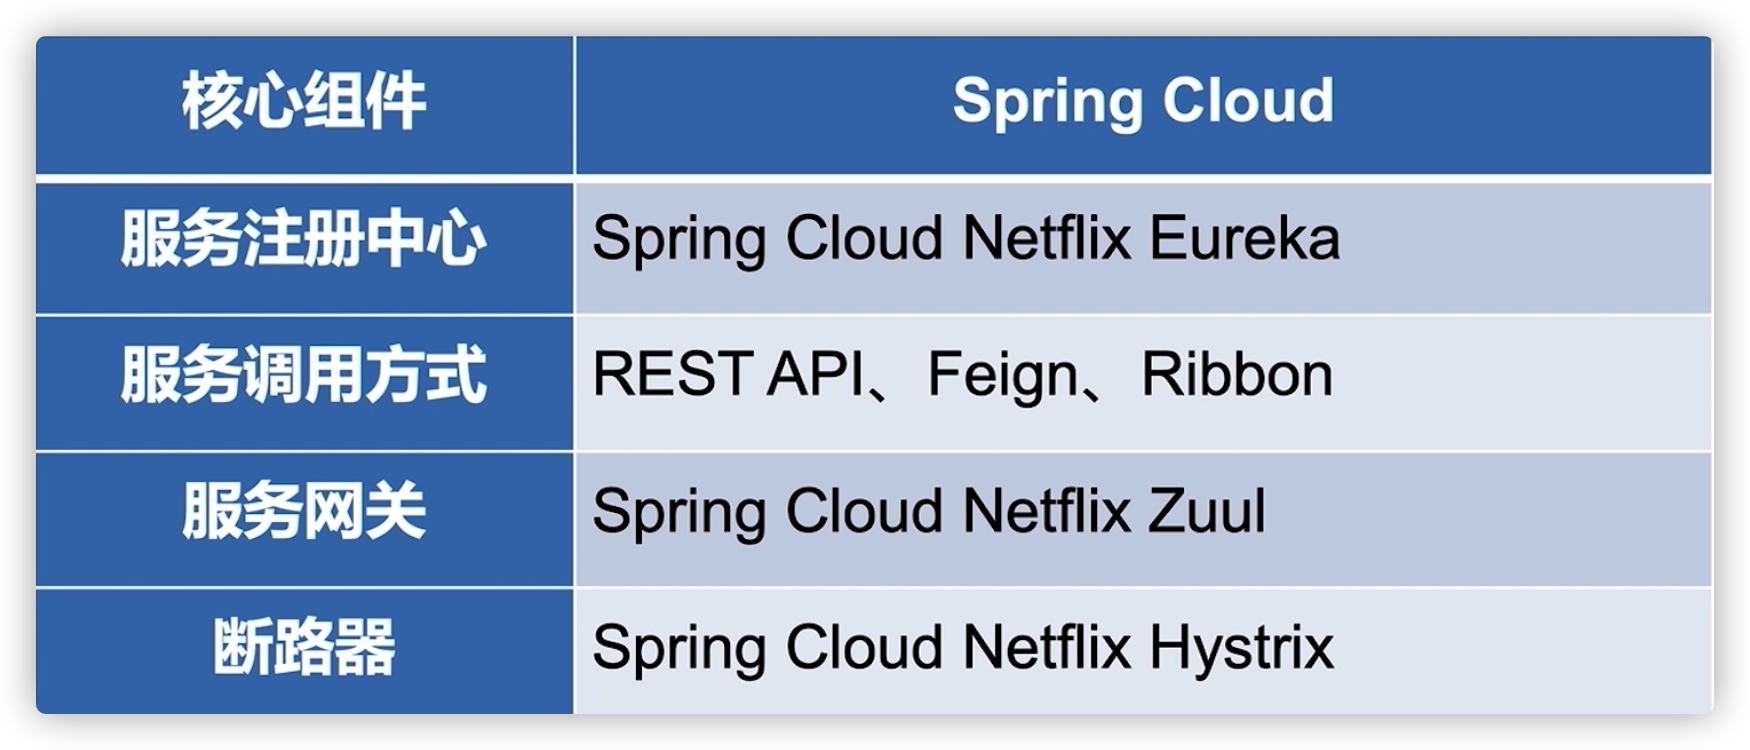 核心组件 Spring Cloud
服务注册中心 Spring Cloud Netflix Eureka
服务调用方式 REST API、Feign、Ribbon
服务网关 Spring Cloud Netflix Zuul
断路器 Spring Cloud Netflix Hystrix